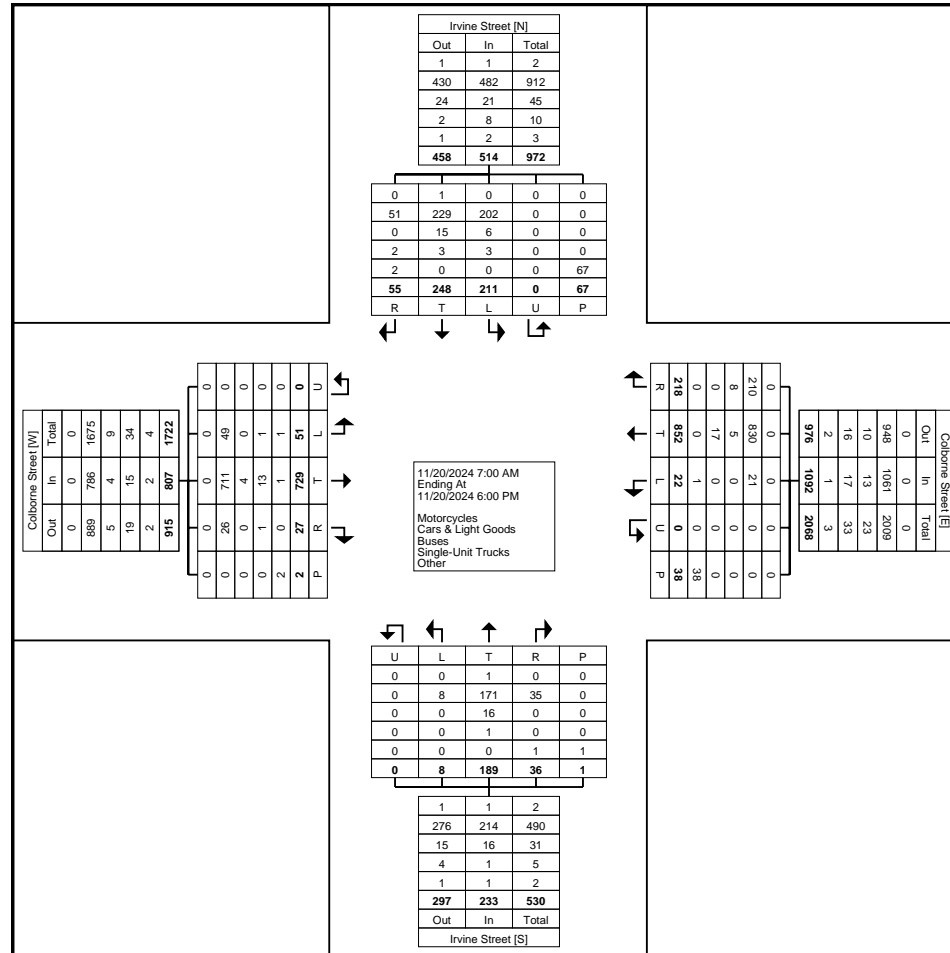 Irvine Street [N]
Out In Total
1 1 2
430 482 912
24 21 45
2 8 10
1 2 3
458 514 972
0 1 0 0 0
51 229 202 0 0
0 15 6 0 0
2 3 3 0 0
2 0 0 0 67
55 248 211 0 67
R T L U P
Colborne Street [W]
Out In Total
0 0 0
889 786 1675
5 4 9
19 15 34
2 2 4
915 807 1722
0 0 0 0 0
0 26 711 49 0
0 0 4 0 0
0 1 13 1 0
2 0 1 1 0
2 27 729 51 0
P R T L U
11/20/2024 7:00 AM
Ending At
11/20/2024 6:00 PM
Motorcycles
Cars & Light Goods
Buses
Single-Unit Trucks
Other
Colborne Street [E]
Out In Total
0 0 0
948 1061 2009
10 13 23
16 17 33
2 1 3
976 1092 2068
0 0 0 0 0
210 830 21 0 0
8 5 0 0 0
0 17 0 0 0
0 0 1 0 38
218 852 22 0 38
R T L U P
U L T R P
0 0 1 0 0
0 8 171 35 0
0 0 16 0 0
0 0 1 0 0
0 0 0 1 1
0 8 189 36 1
1 1 2
276 214 490
15 16 31
4 1 5
1 1 2
297 233 530
Out In Total
Irvine Street [S]